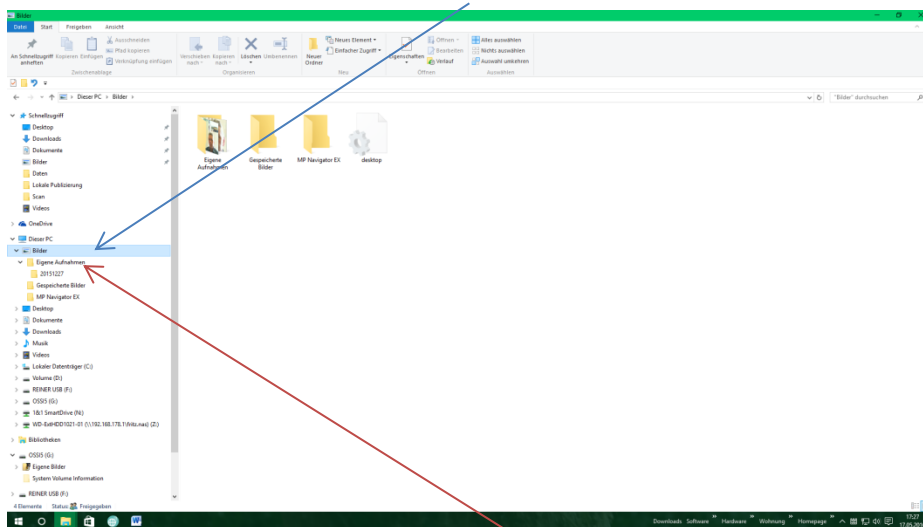 Bilder
Datei Start Freigeben Ansicht
An Schnellzugriff anheften
Kopieren Einfügen
Ausschneiden
Pfad kopieren
Verknüpfung einfügen
Verschieben nach
Kopieren nach
Löschen Umbenennen
Neuer Ordner
Neues Element
Einfacher Zugriff
Eigenschaften
Öffnen
Bearbeiten
Verlauf
Alles auswählen
Nichts auswählen
Auswahl umkehren
Zwischenablage Organisieren Neu Öffnen Auswählen
Dieser PC > Bilder >
"Bilder" durchsuchen
Schnellzugriff
Desktop
Downloads
Dokumente
Bilder
Daten
Lokale Publizierung
Scan
Videos
OneDrive
Dieser PC
Bilder
Eigene Aufnahmen
20151227
Gespeicherte Bilder
MP Navigator EX
Desktop
Dokumente
Downloads
Musik
Videos
Lokaler Datenträger (C:)
Volume (D:)
REINER USB (F:)
OSSI5 (G:)
1&1 SmartDrive (N:)
Bibliotheken
OSSI5 (G:)
Eigene Bilder
System Volume Information
REINER USB (F:)
Eigene Aufnahmen
Gespeicherte Bilder
MP Navigator EX
desktop
4 Elemente Status: Freigegeben
Downloads Software Hardware Wohnung Homepage
17:27